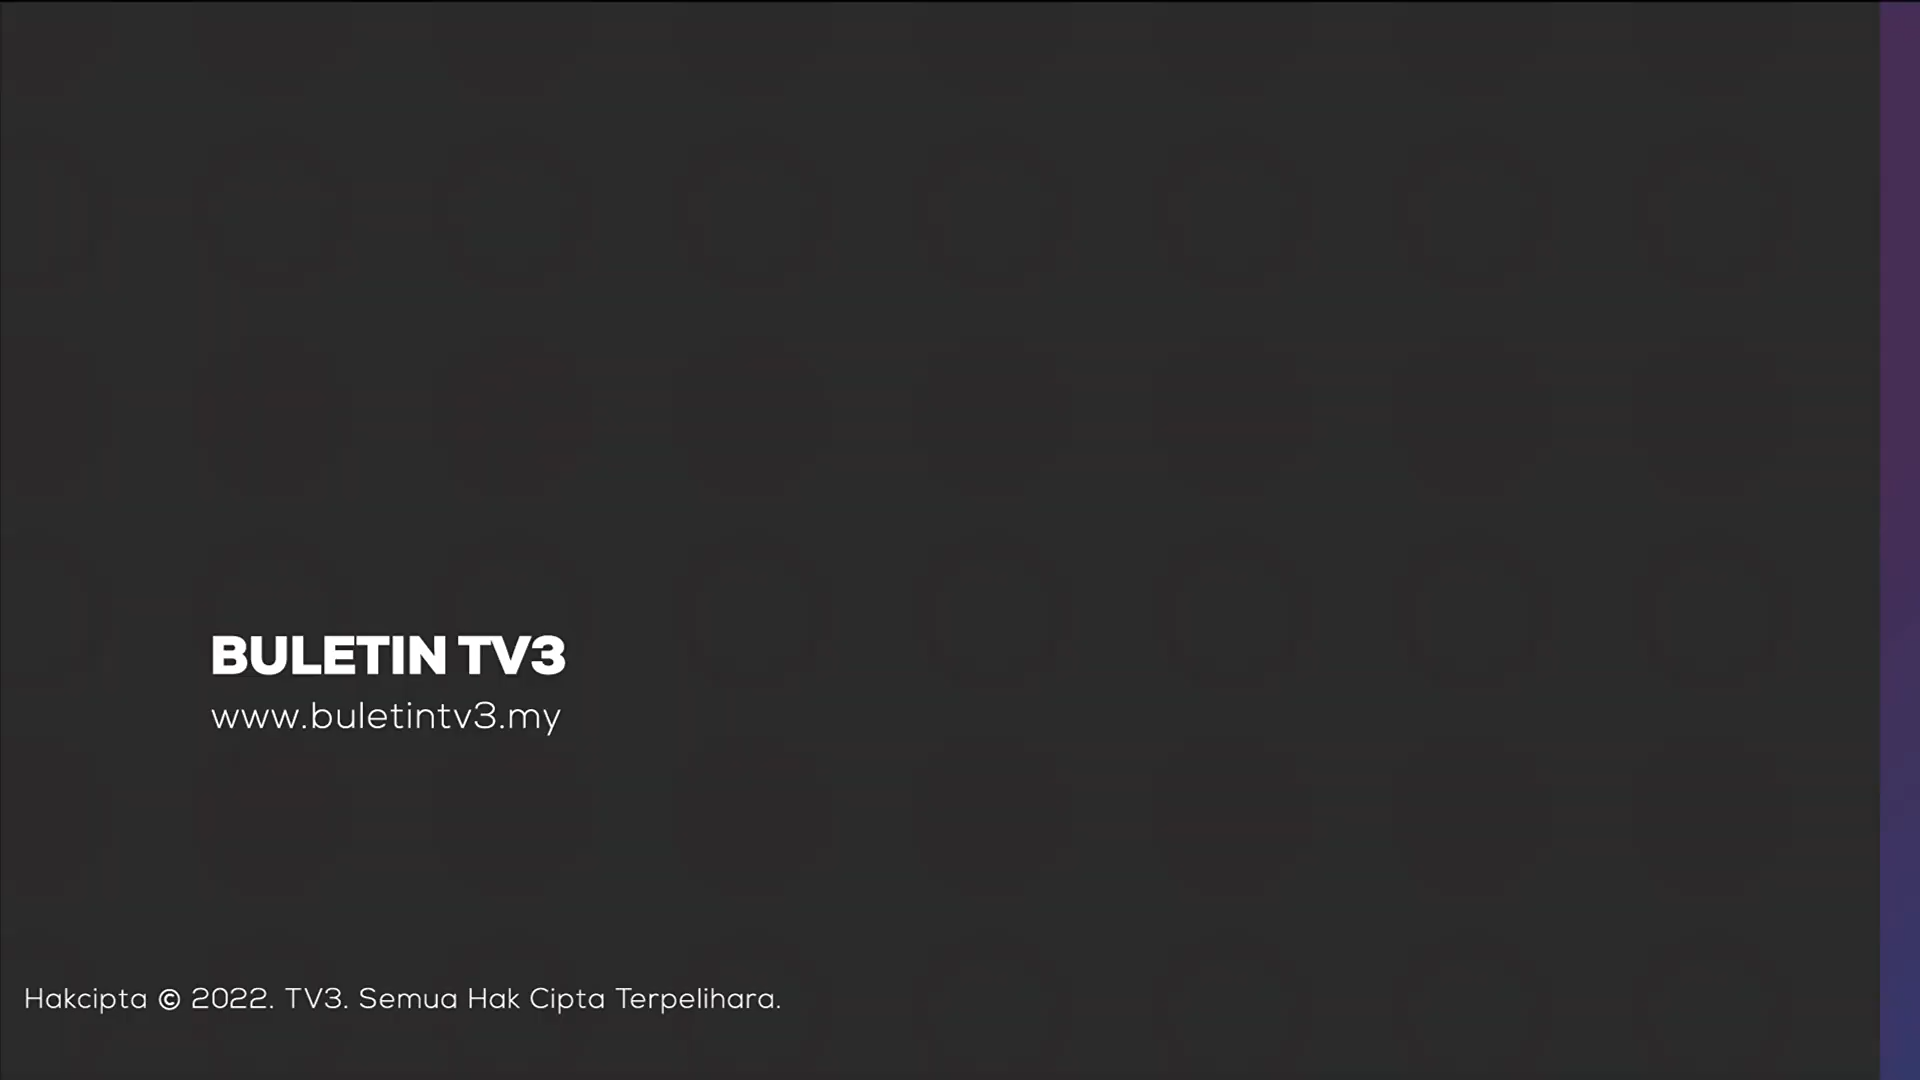 BULETIN TV3
www.buletintv3.my
Hakcipta © 2022. TV3. Semua Hak Cipta Terpelihara.